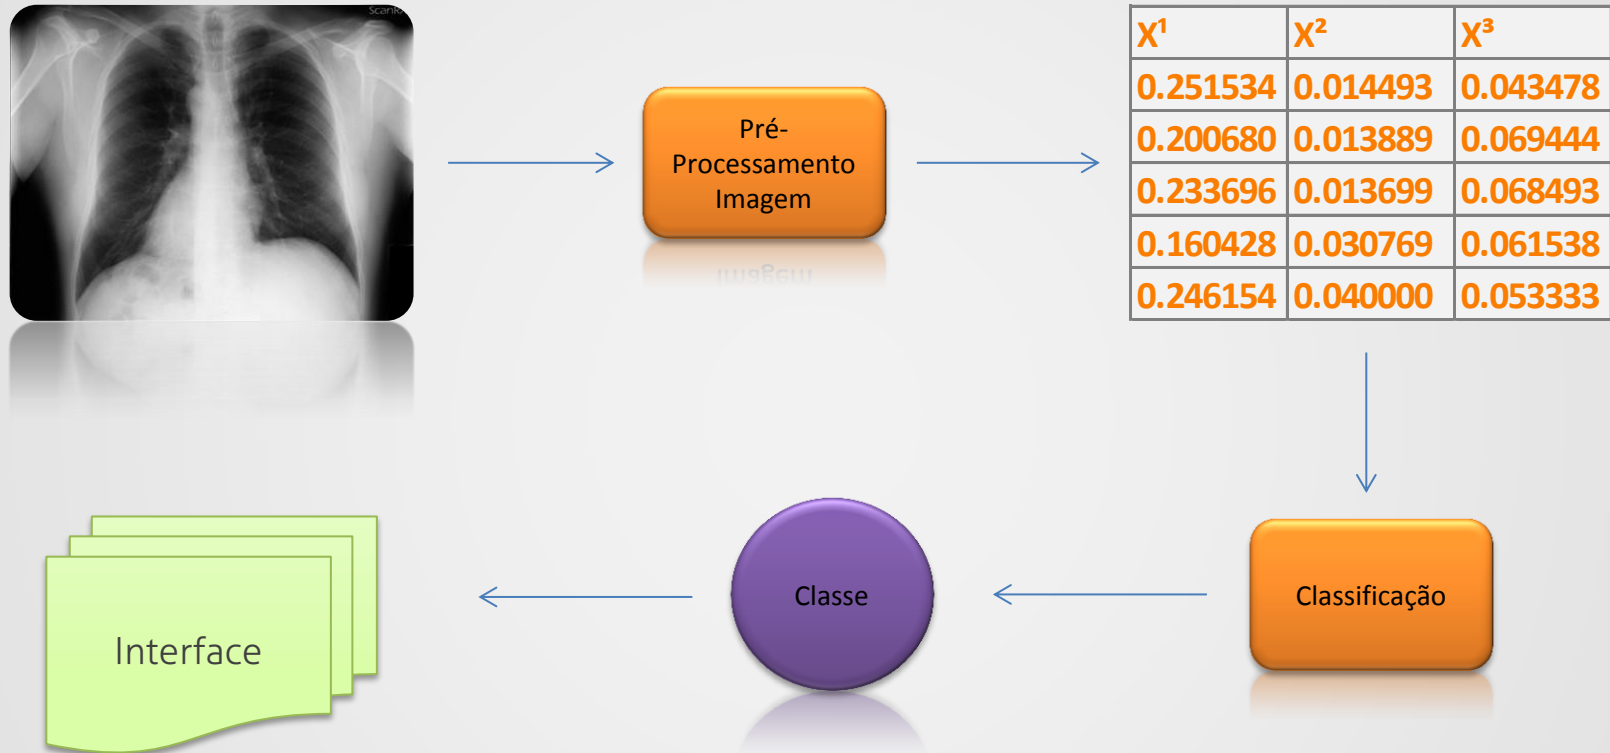 Pré-
Processamento
Imagem
X¹ X² X³
0.251534 0.014493 0.043478
0.200680 0.013889 0.069444
0.233696 0.013699 0.068493
0.160428 0.030769 0.061538
0.246154 0.040000 0.053333
Interface
Classe
Classificação